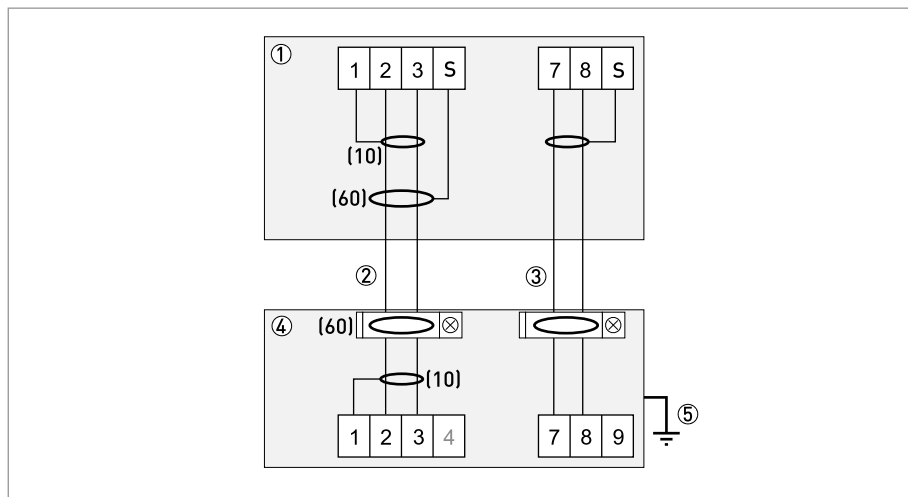 ①
1 2 3 S
7 8 S
(10)
(60)
②
③
④
(60)
(10)
1 2 3 4
7 8 9
⑤